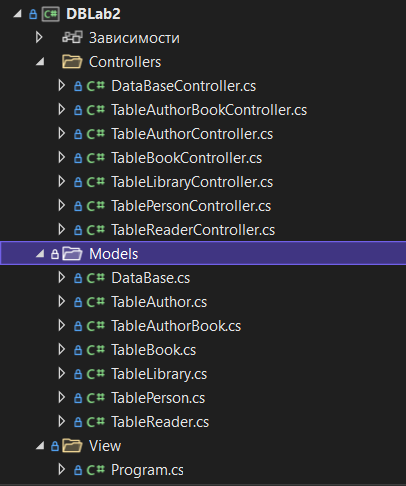 DBLab2
Зависимости
Controllers
C# DataBaseController.cs
C# TableAuthorBookController.cs
C# TableAuthorController.cs
C# TableBookController.cs
C# TableLibraryController.cs
C# TablePersonController.cs
C# TableReaderController.cs
Models
C# DataBase.cs
C# TableAuthor.cs
C# TableAuthorBook.cs
C# TableBook.cs
C# TableLibrary.cs
C# TablePerson.cs
C# TableReader.cs
View
C# Program.cs